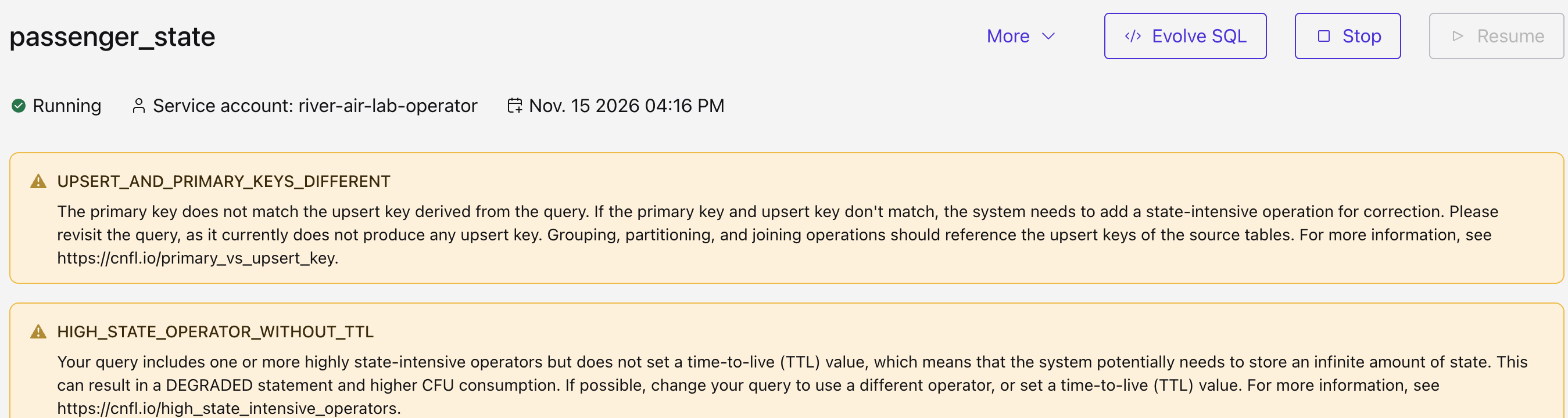 passenger_state
More
Evolve SQL
Stop
Resume
Running
Service account: river-air-lab-operator
Nov. 15 2026 04:16 PM
UPSERT_AND_PRIMARY_KEYS_DIFFERENT
The primary key does not match the upsert key derived from the query. If the primary key and upsert key don't match, the system needs to add a state-intensive operation for correction. Please
revisit the query, as it currently does not produce any upsert key. Grouping, partitioning, and joining operations should reference the upsert keys of the source tables. For more information, see
https://cnfl.io/primary_vs_upsert_key.
HIGH_STATE_OPERATOR_WITHOUT_TTL
Your query includes one or more highly state-intensive operators but does not set a time-to-live (TTL) value, which means that the system potentially needs to store an infinite amount of state. This
can result in a DEGRADED statement and higher CFU consumption. If possible, change your query to use a different operator, or set a time-to-live (TTL) value. For more information, see
https://cnfl.io/high_state_intensive_operators.